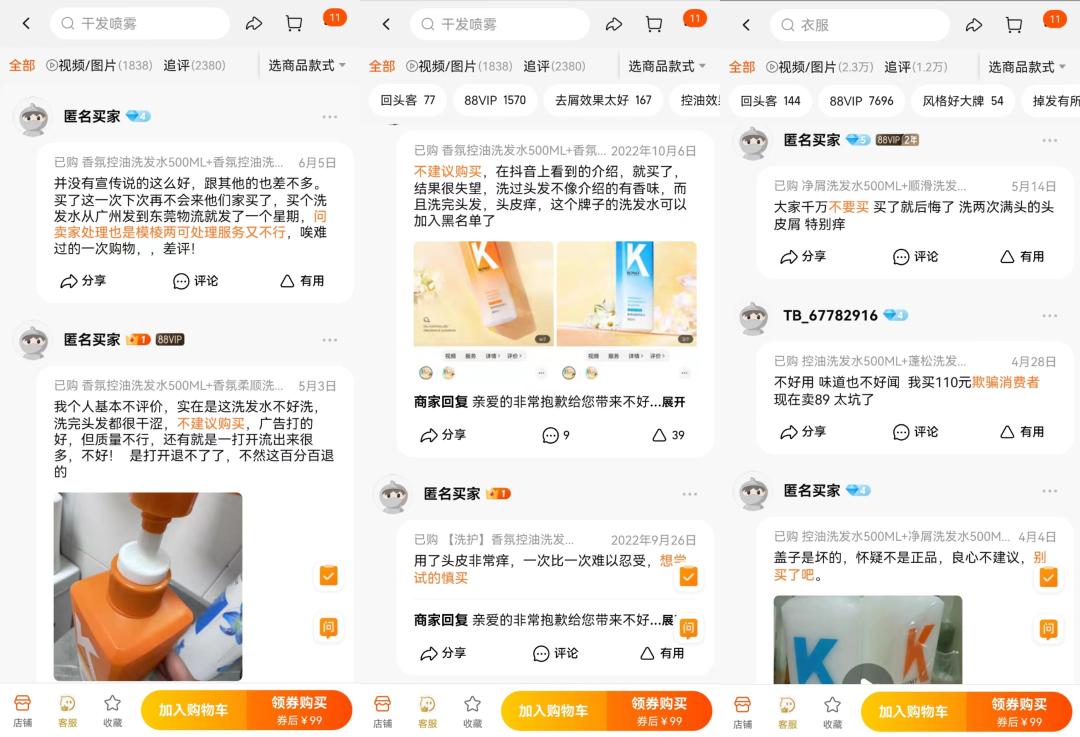 干发喷雾
11
全部
视频/图片(1838)
追评(2380)
选商品款式
匿名买家
4
已购 香氛控油洗发水500ML+香氛控油洗...
6月5日
并没有宣传说的这么好，跟其他的也差不多。
买了这一次下次再不会来他们家买了，买个洗
发水从广州发到东莞物流就发了一个星期，问
卖家处理也是模棱两可处理服务又不行，唉难
过的一次购物，，差评！
分享
评论
有用
匿名买家
1
88VIP
已购 香氛控油洗发水500ML+香氛柔顺洗...
5月3日
我个人基本不评价，实在是这洗发水不好洗，
洗完头发都很干涩，不建议购买，广告打的
好，但质量不行，还有就是一打开流出来很
多，不好！ 是打开退不了了，不然这百分百退
的
问
店铺
客服
收藏
加入购物车
领券购买
券后￥99
干发喷雾
11
全部
视频/图片(1838)
追评(2380)
选商品款式
回头客 77
88VIP 1570
去屑效果太好 167
控油效
已购 香氛控油洗发水500ML+香氛...
2022年10月6日
不建议购买，在抖音上看到的介绍，就买了，
结果很失望，洗过头发不像介绍的有香味，而
且洗完头发，头皮痒，这个牌子的洗发水可以
加入黑名单了
K
K
视频 服务 详情 评价
视频 服务 详情 评价
商家回复 亲爱的非常抱歉给您带来不好...展开
分享
9
39
匿名买家
1
已购 【洗护】香氛控油洗发...
2022年9月26日
用了头皮非常痒，一次比一次难以忍受，想尝
试的慎买
商家回复 亲爱的非常抱歉给您带来不好...展
问
分享
评论
有用
店铺
客服
收藏
加入购物车
领券购买
券后￥99
衣服
11
全部
视频/图片(2.3万)
追评(1.2万)
选商品款式
回头客 144
88VIP 7696
风格好大牌 54
掉发有所
匿名买家
5
88VIP 2年
已购 净屑洗发水500ML+顺滑洗发...
5月14日
大家千万不要买 买了就后悔了 洗两次满头的头
皮屑 特别痒
分享
评论
有用
TB_67782916
4
已购 控油洗发水500ML+蓬松洗发...
4月28日
不好用 味道也不好闻 我买110元欺骗消费者
现在卖89 太坑了
分享
评论
有用
匿名买家
4
已购 控油洗发水500ML+净屑洗发水500M...
4月4日
盖子是坏的，怀疑不是正品，良心不建议，别
买了吧。
K
K
问
店铺
客服
收藏
加入购物车
领券购买
券后￥99